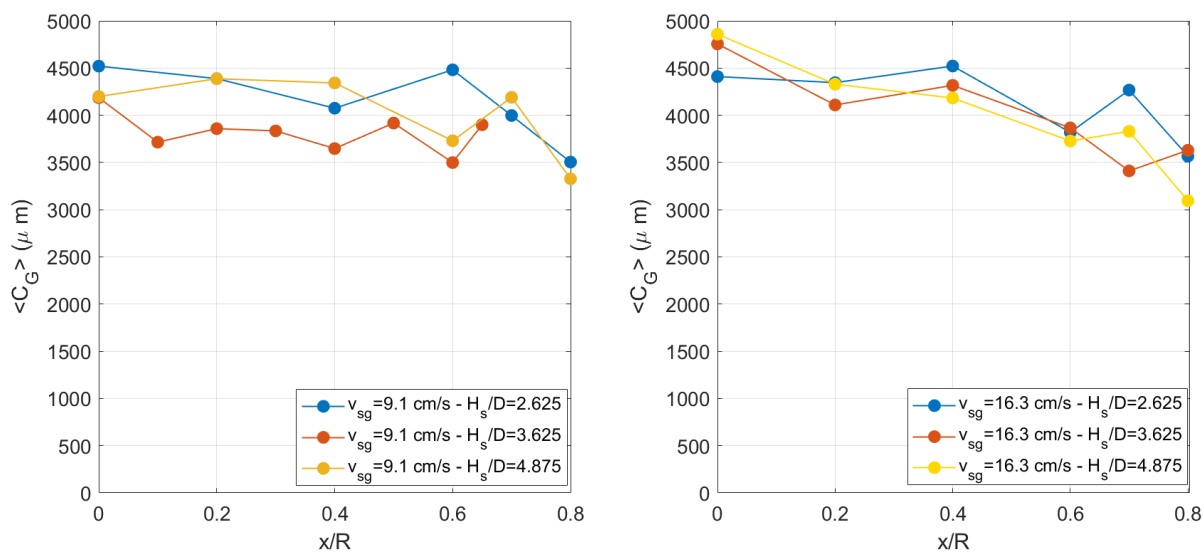 5000
4500
4000
3500
3000
2500
2000
1500
1000
500
0
<C_G> (μ m)
0 0.2 0.4 0.6 0.8
x/R
v_sg=9.1 cm/s - H_s/D=2.625
v_sg=9.1 cm/s - H_s/D=3.625
v_sg=9.1 cm/s - H_s/D=4.875
5000
4500
4000
3500
3000
2500
2000
1500
1000
500
0
<C_G> (μ m)
0 0.2 0.4 0.6 0.8
x/R
v_sg=16.3 cm/s - H_s/D=2.625
v_sg=16.3 cm/s - H_s/D=3.625
v_sg=16.3 cm/s - H_s/D=4.875